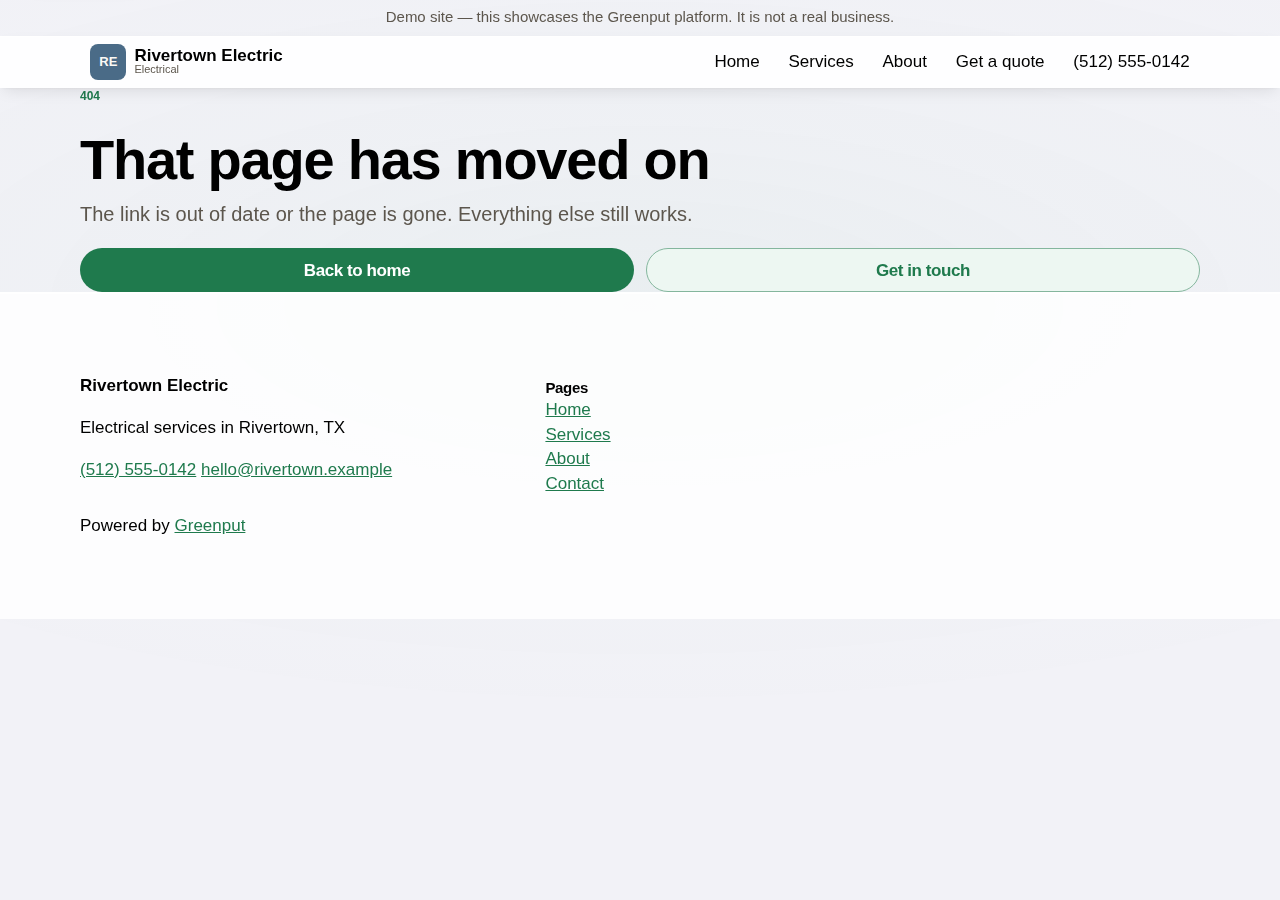 Demo site — this showcases the Greenput platform. It is not a real business.
RE
Rivertown Electric
Electrical
Home Services About Get a quote (512) 555-0142
404
That page has moved on
The link is out of date or the page is gone. Everything else still works.
Back to home
Get in touch
Rivertown Electric
Electrical services in Rivertown, TX
(512) 555-0142 hello@rivertown.example
Powered by Greenput
Pages
Home
Services
About
Contact